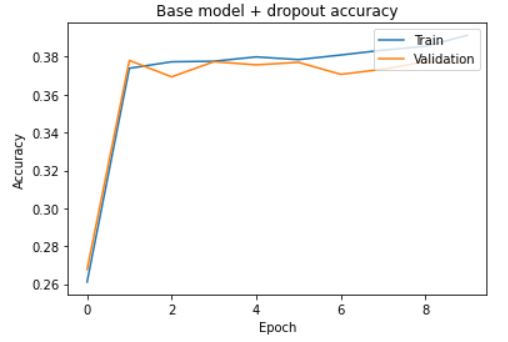 Base model + dropout accuracy
Train
Validation
Accuracy
0.38
0.36
0.34
0.32
0.30
0.28
0.26
0 2 4 6 8
Epoch